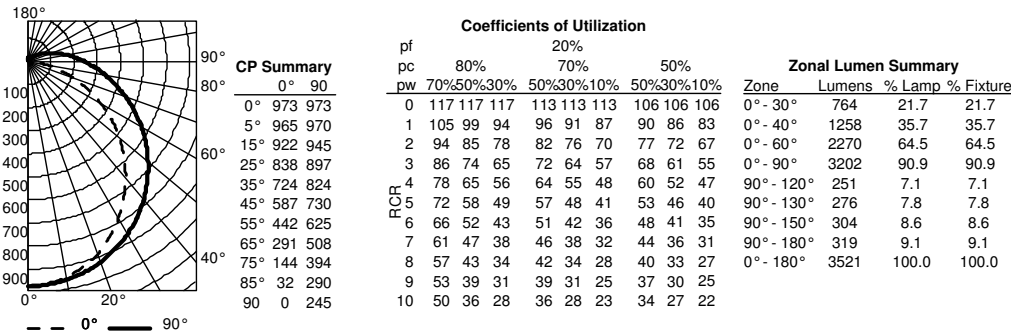 180°
90°
80°
60°
40°
100
200
300
400
500
600
700
800
900
0° 20°
0° 90°
CP Summary
0° 90
0° 973 973
5° 965 970
15° 922 945
25° 838 897
35° 724 824
45° 587 730
55° 442 625
65° 291 508
75° 144 394
85° 32 290
90 0 245
Coefficients of Utilization
pf 20%
pc 80% 70% 50%
pw 70%50%30% 50%30%10% 50%30%10%
RCR
0 117 117 117 113 113 113 106 106 106
1 105 99 94 96 91 87 90 86 83
2 94 85 78 82 76 70 77 72 67
3 86 74 65 72 64 57 68 61 55
4 78 65 56 64 55 48 60 52 47
5 72 58 49 57 48 41 53 46 40
6 66 52 43 51 42 36 48 41 35
7 61 47 38 46 38 32 44 36 31
8 57 43 34 42 34 28 40 33 27
9 53 39 31 39 31 25 37 30 25
10 50 36 28 36 28 23 34 27 22
Zonal Lumen Summary
Zone Lumens % Lamp % Fixture
0°- 30° 764 21.7 21.7
0°- 40° 1258 35.7 35.7
0°- 60° 2270 64.5 64.5
0°- 90° 3202 90.9 90.9
90°- 120° 251 7.1 7.1
90°- 130° 276 7.8 7.8
90°- 150° 304 8.6 8.6
90°- 180° 319 9.1 9.1
0°- 180° 3521 100.0 100.0